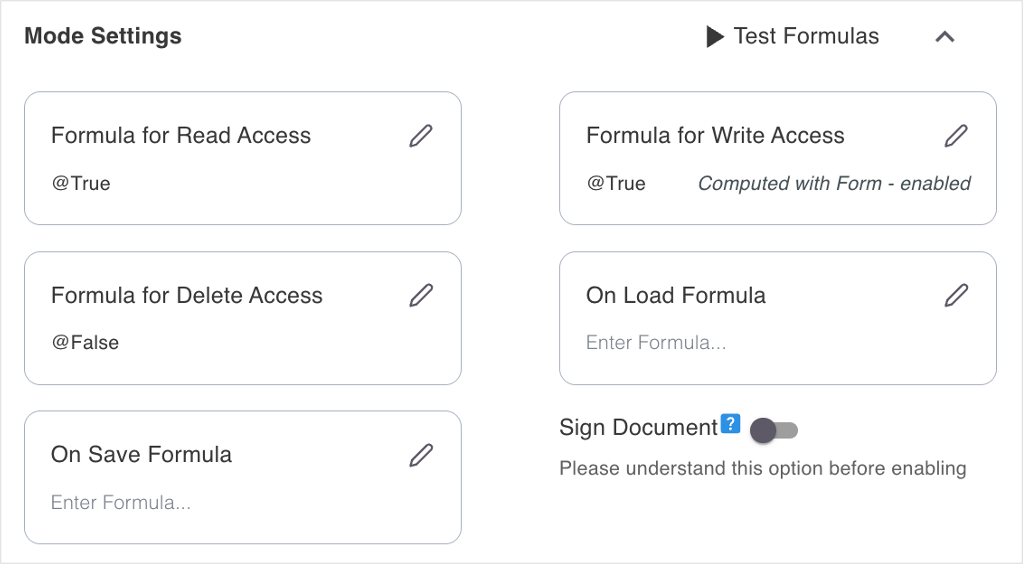 Mode Settings
Test Formulas
Formula for Read Access
@True
Formula for Write Access
@True Computed with Form - enabled
Formula for Delete Access
@False
On Load Formula
Enter Formula...
On Save Formula
Enter Formula...
Sign Document ?
Please understand this option before enabling